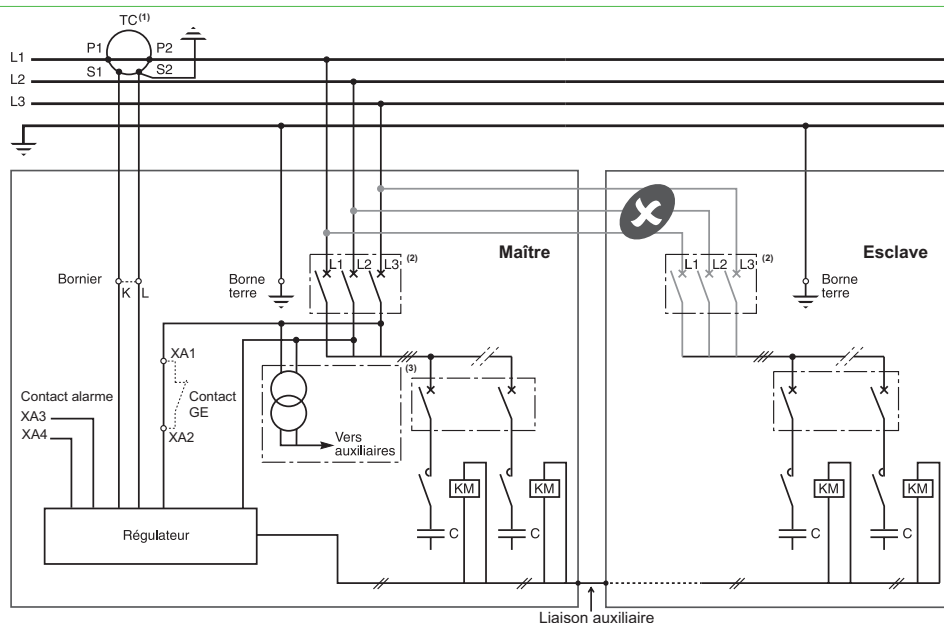 TC(1)
P1
P2
L1
S1
S2
L2
L3
Maître
Esclave
L1
L2
L3
(2)
L1
L2
L3
(2)
Bornier
K
L
Borne
terre
Borne
terre
XA1
(3)
Contact
GE
Contact alarme
XA3
XA4
XA2
Vers
auxiliaires
KM
KM
KM
KM
C
C
C
C
Régulateur
Liaison auxiliaire